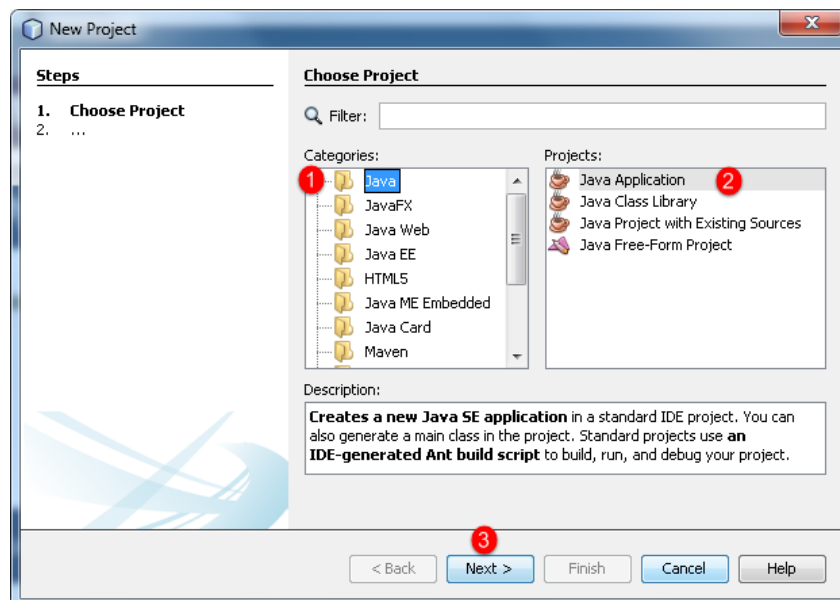 New Project
Steps
1. Choose Project
2. ...
Choose Project
Filter:
Categories:
1
Java
JavaFX
Java Web
Java EE
HTML5
Java ME Embedded
Java Card
Maven
Projects:
Java Application 2
Java Class Library
Java Project with Existing Sources
Java Free-Form Project
Description:
Creates a new Java SE application in a standard IDE project. You can
also generate a main class in the project. Standard projects use an
IDE-generated Ant build script to build, run, and debug your project.
3
< Back Next > Finish Cancel Help